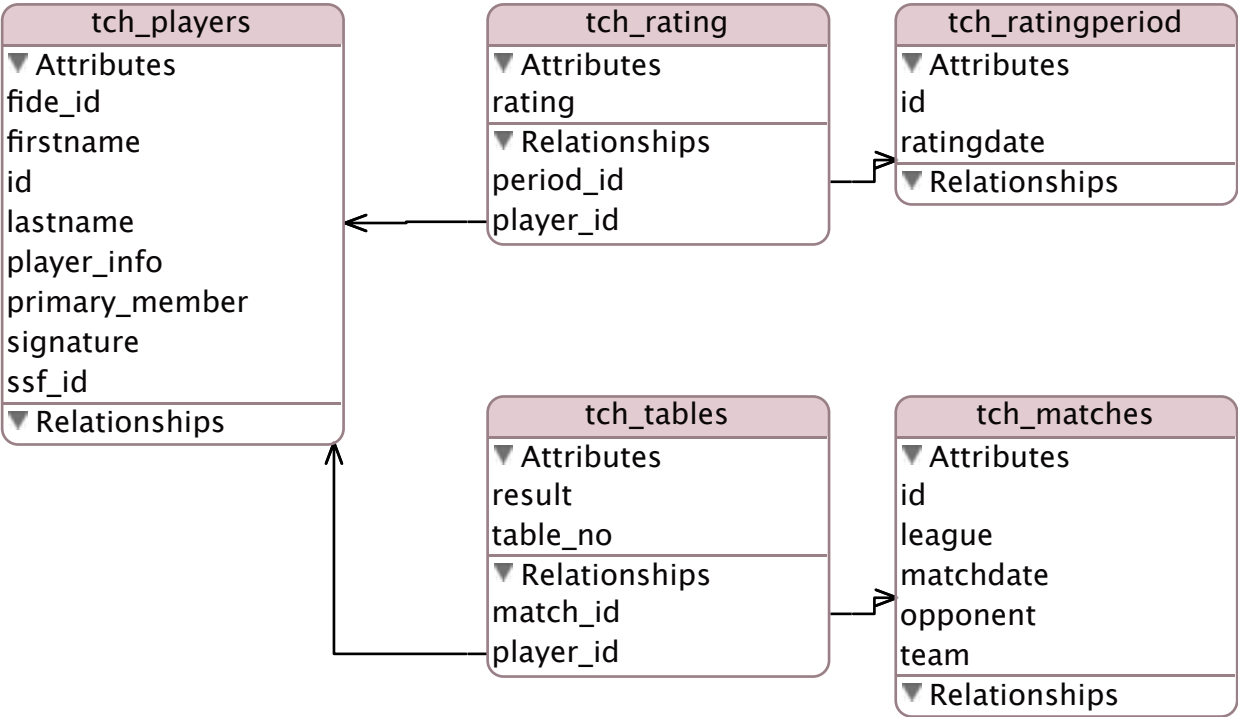 tch_players
Attributes
fide_id
firstname
id
lastname
player_info
primary_member
signature
ssf_id
Relationships
tch_rating
Attributes
rating
Relationships
period_id
player_id
tch_ratingperiod
Attributes
id
ratingdate
Relationships
tch_tables
Attributes
result
table_no
Relationships
match_id
player_id
tch_matches
Attributes
id
league
matchdate
opponent
team
Relationships